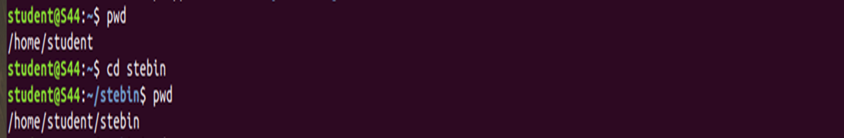 student@S44:~$ pwd
/home/student
student@S44:~$ cd stebin
student@S44:~/stebin$ pwd
/home/student/stebin